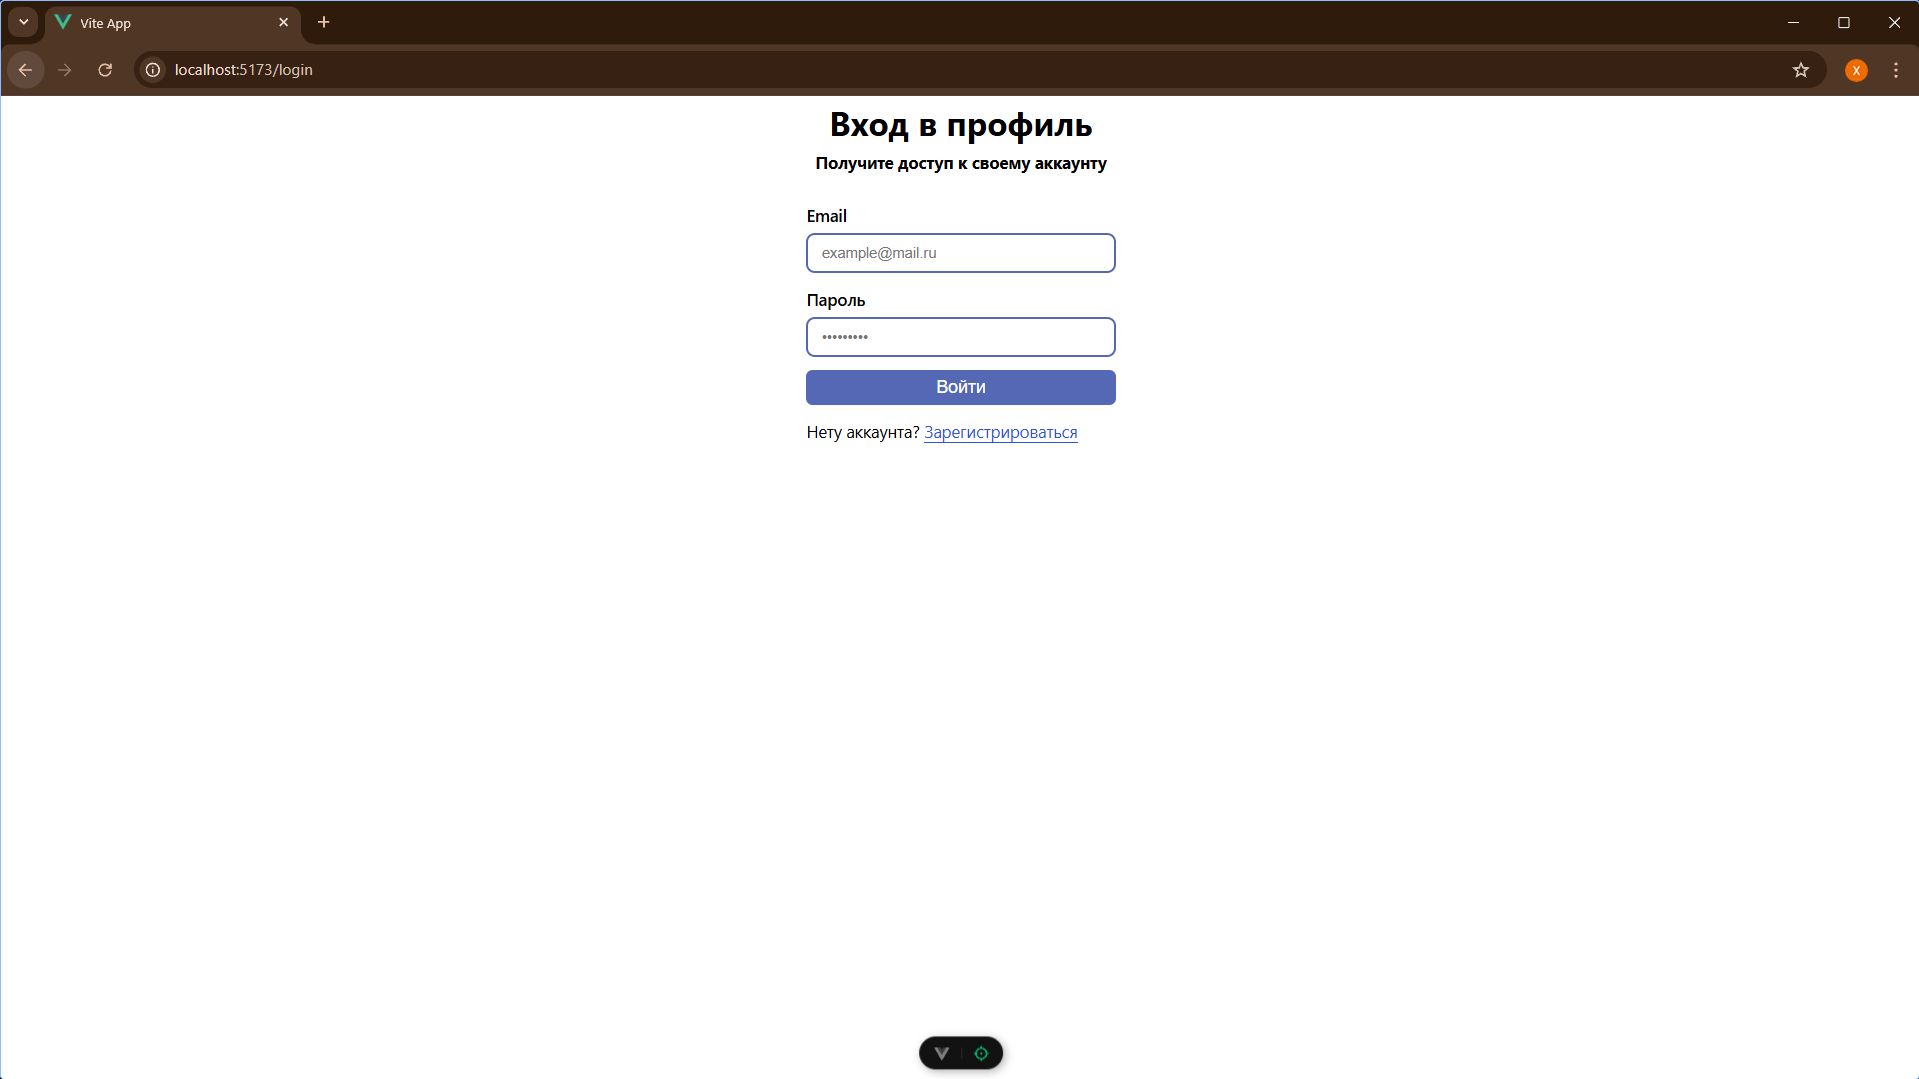 Vite App
localhost:5173/login
X
Вход в профиль
Получите доступ к своему аккаунту
Email
example@mail.ru
Пароль
•••••••••
Войти
Нету аккаунта? Зарегистрироваться